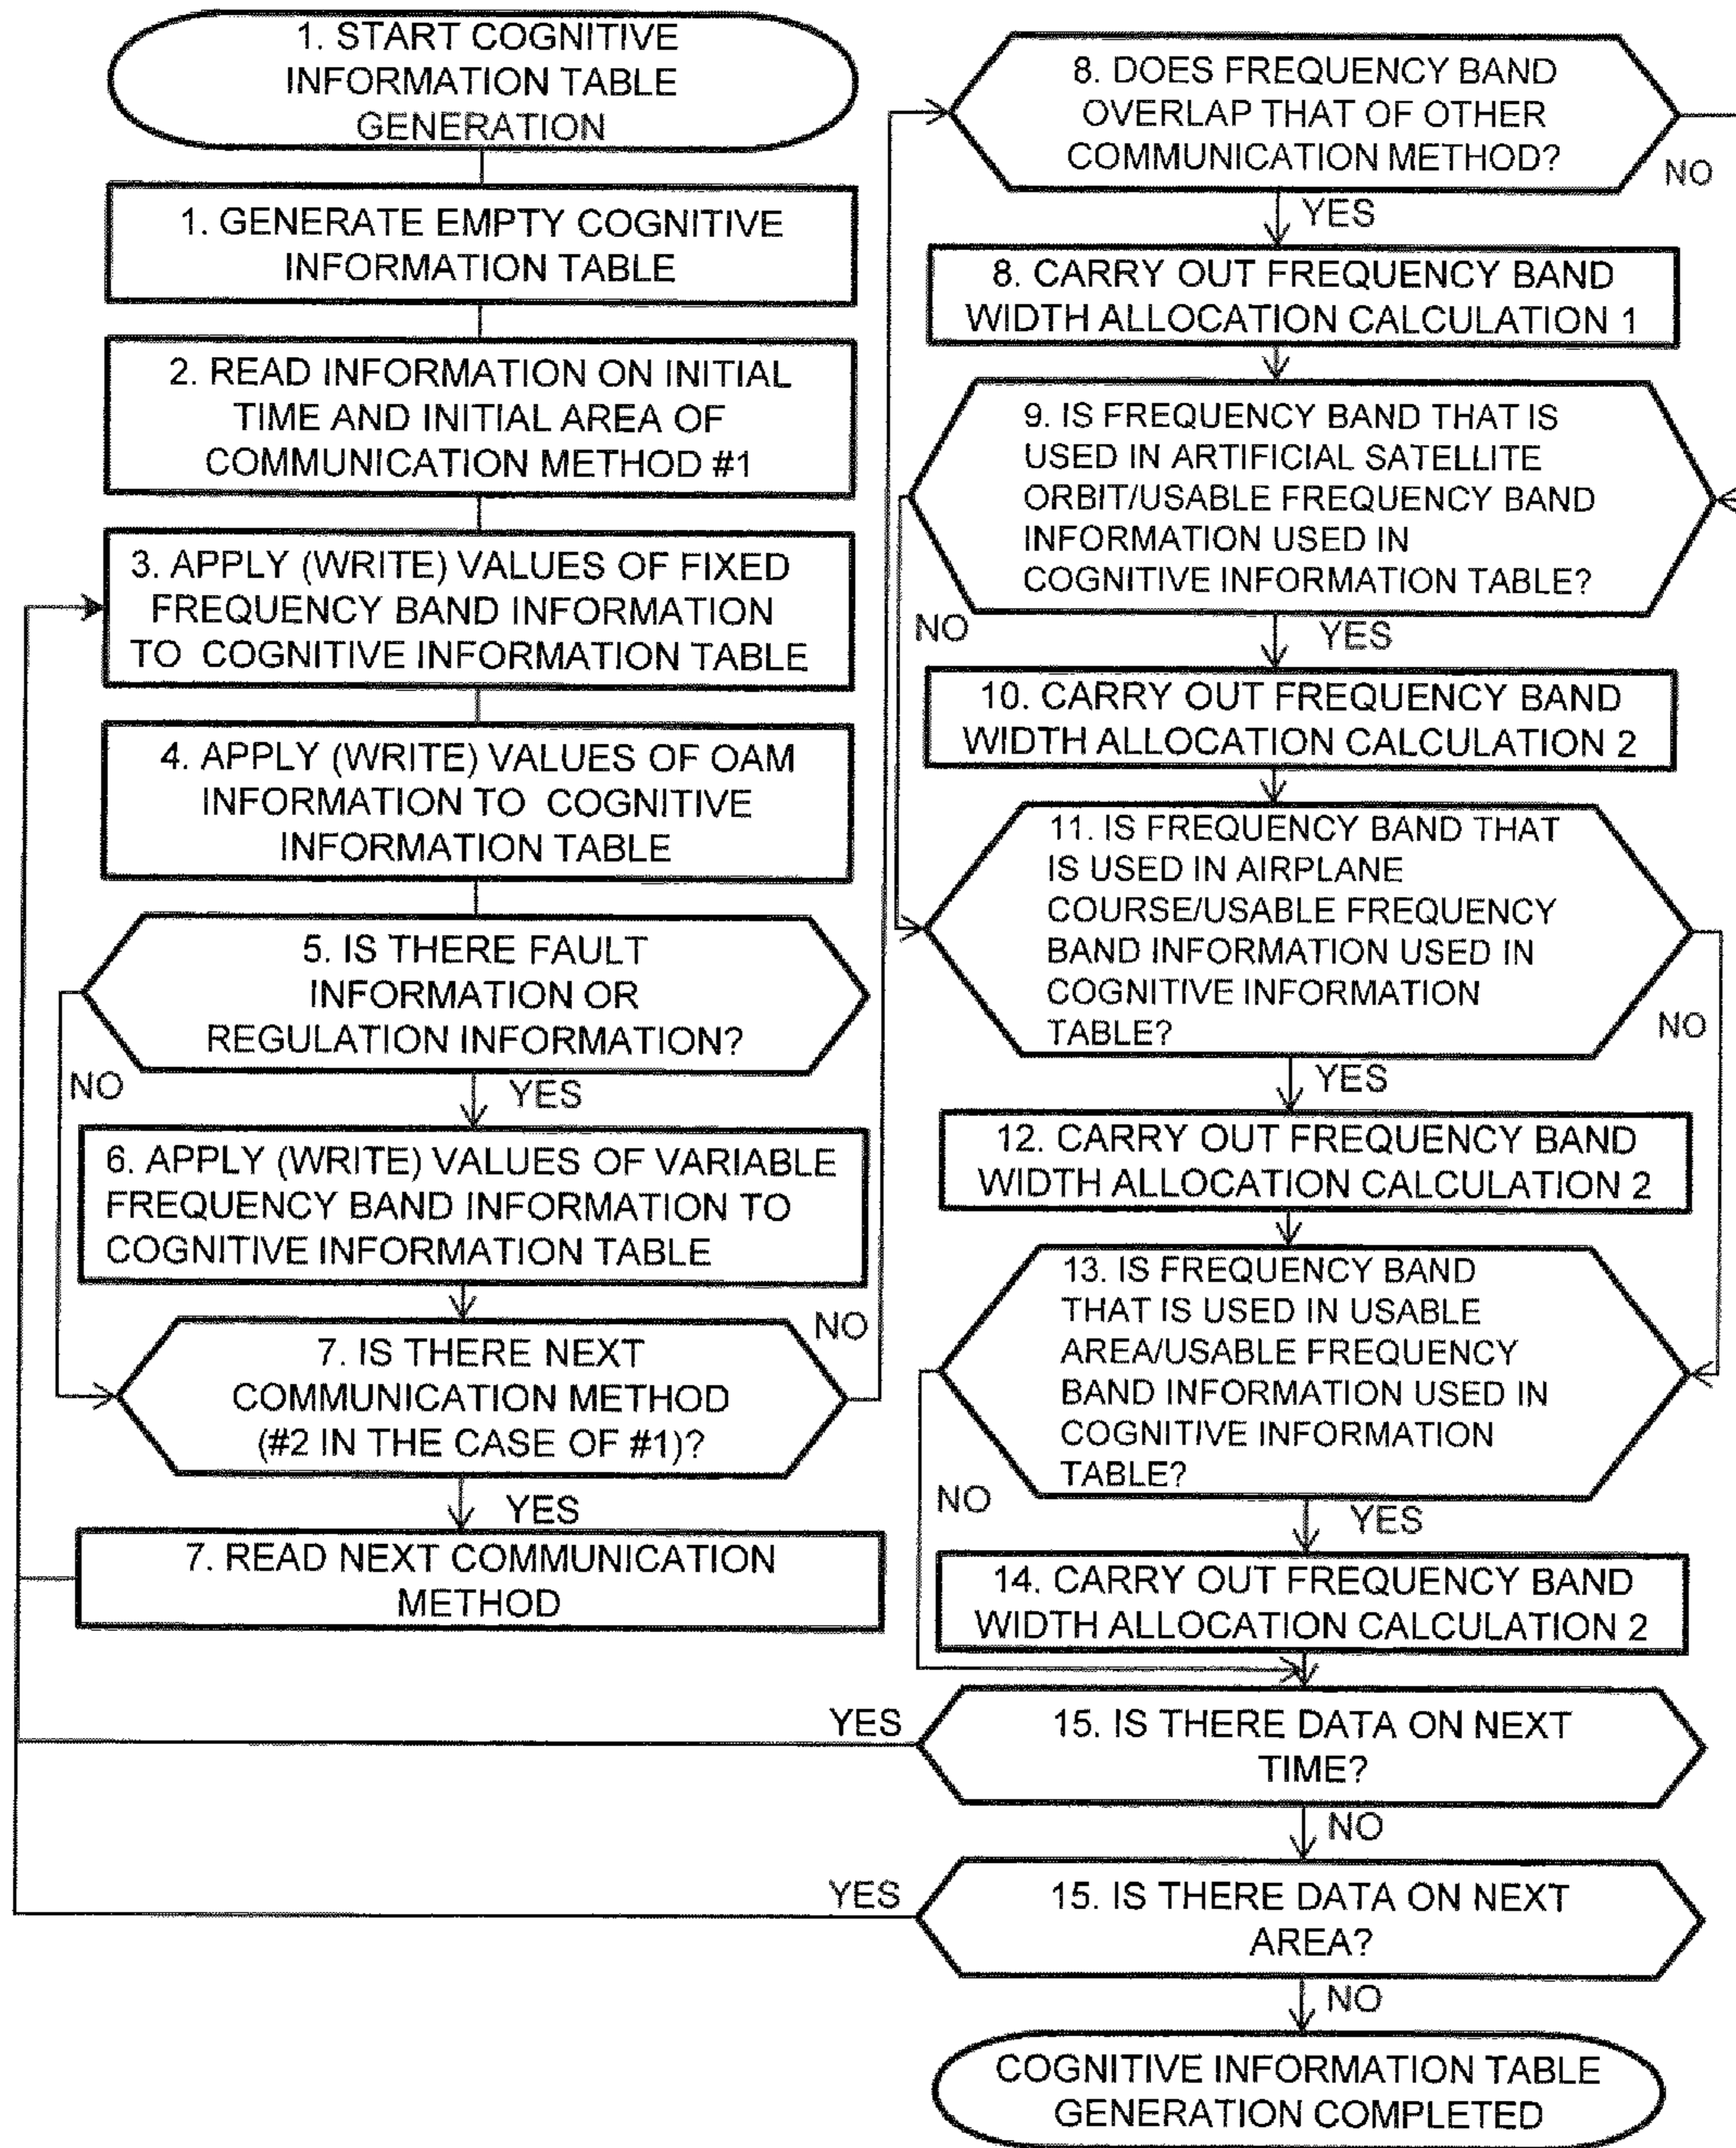 1. START COGNITIVE
INFORMATION TABLE
GENERATION
1. GENERATE EMPTY COGNITIVE
INFORMATION TABLE
2. READ INFORMATION ON INITIAL
TIME AND INITIAL AREA OF
COMMUNICATION METHOD #1
3. APPLY (WRITE) VALUES OF FIXED
FREQUENCY BAND INFORMATION
TO COGNITIVE INFORMATION TABLE
4. APPLY (WRITE) VALUES OF OAM
INFORMATION TO COGNITIVE
INFORMATION TABLE
5. IS THERE FAULT
INFORMATION OR
REGULATION INFORMATION?
NO
YES
6. APPLY (WRITE) VALUES OF VARIABLE
FREQUENCY BAND INFORMATION TO
COGNITIVE INFORMATION TABLE
NO
7. IS THERE NEXT
COMMUNICATION METHOD
(#2 IN THE CASE OF #1)?
YES
7. READ NEXT COMMUNICATION
METHOD
8. DOES FREQUENCY BAND
OVERLAP THAT OF OTHER
COMMUNICATION METHOD?
NO
YES
8. CARRY OUT FREQUENCY BAND
WIDTH ALLOCATION CALCULATION 1
9. IS FREQUENCY BAND THAT IS
USED IN ARTIFICIAL SATELLITE
ORBIT/USABLE FREQUENCY BAND
INFORMATION USED IN
COGNITIVE INFORMATION TABLE?
NO
YES
10. CARRY OUT FREQUENCY BAND
WIDTH ALLOCATION CALCULATION 2
11. IS FREQUENCY BAND THAT
IS USED IN AIRPLANE
COURSE/USABLE FREQUENCY
BAND INFORMATION USED IN
COGNITIVE INFORMATION
TABLE?
NO
YES
12. CARRY OUT FREQUENCY BAND
WIDTH ALLOCATION CALCULATION 2
13. IS FREQUENCY BAND
THAT IS USED IN USABLE
AREA/USABLE FREQUENCY
BAND INFORMATION USED IN
COGNITIVE INFORMATION
TABLE?
NO
YES
14. CARRY OUT FREQUENCY BAND
WIDTH ALLOCATION CALCULATION 2
YES
15. IS THERE DATA ON NEXT
TIME?
NO
YES
15. IS THERE DATA ON NEXT
AREA?
NO
COGNITIVE INFORMATION TABLE
GENERATION COMPLETED